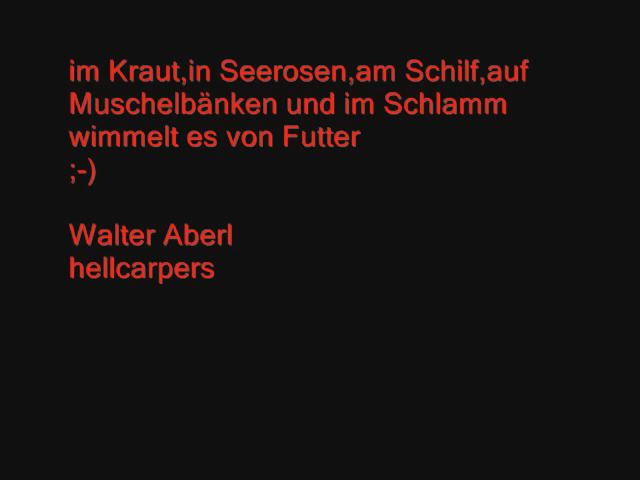 im Kraut,in Seerosen,am Schilf,auf
Muschelbänken und im Schlamm
wimmelt es von Futter
;-)
Walter Aberl
hellcarpers